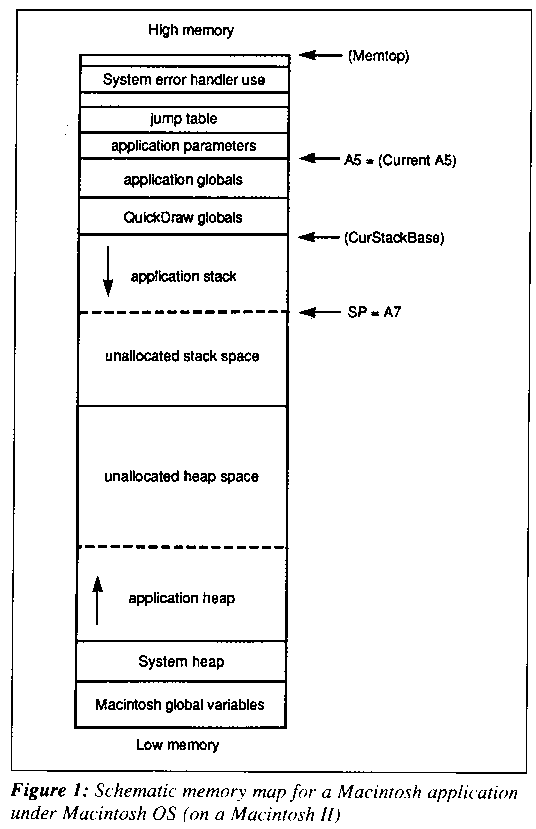 High memory
(Memtop)
System error handler use
jump table
application parameters
A5 = (Current A5)
application globals
QuickDraw globals
(CurStackBase)
application stack
SP = A7
unallocated stack space
unallocated heap space
application heap
System heap
Macintosh global variables
Low memory
Figure 1: Schematic memory map for a Macintosh application
under Macintosh OS (on a Macintosh II)